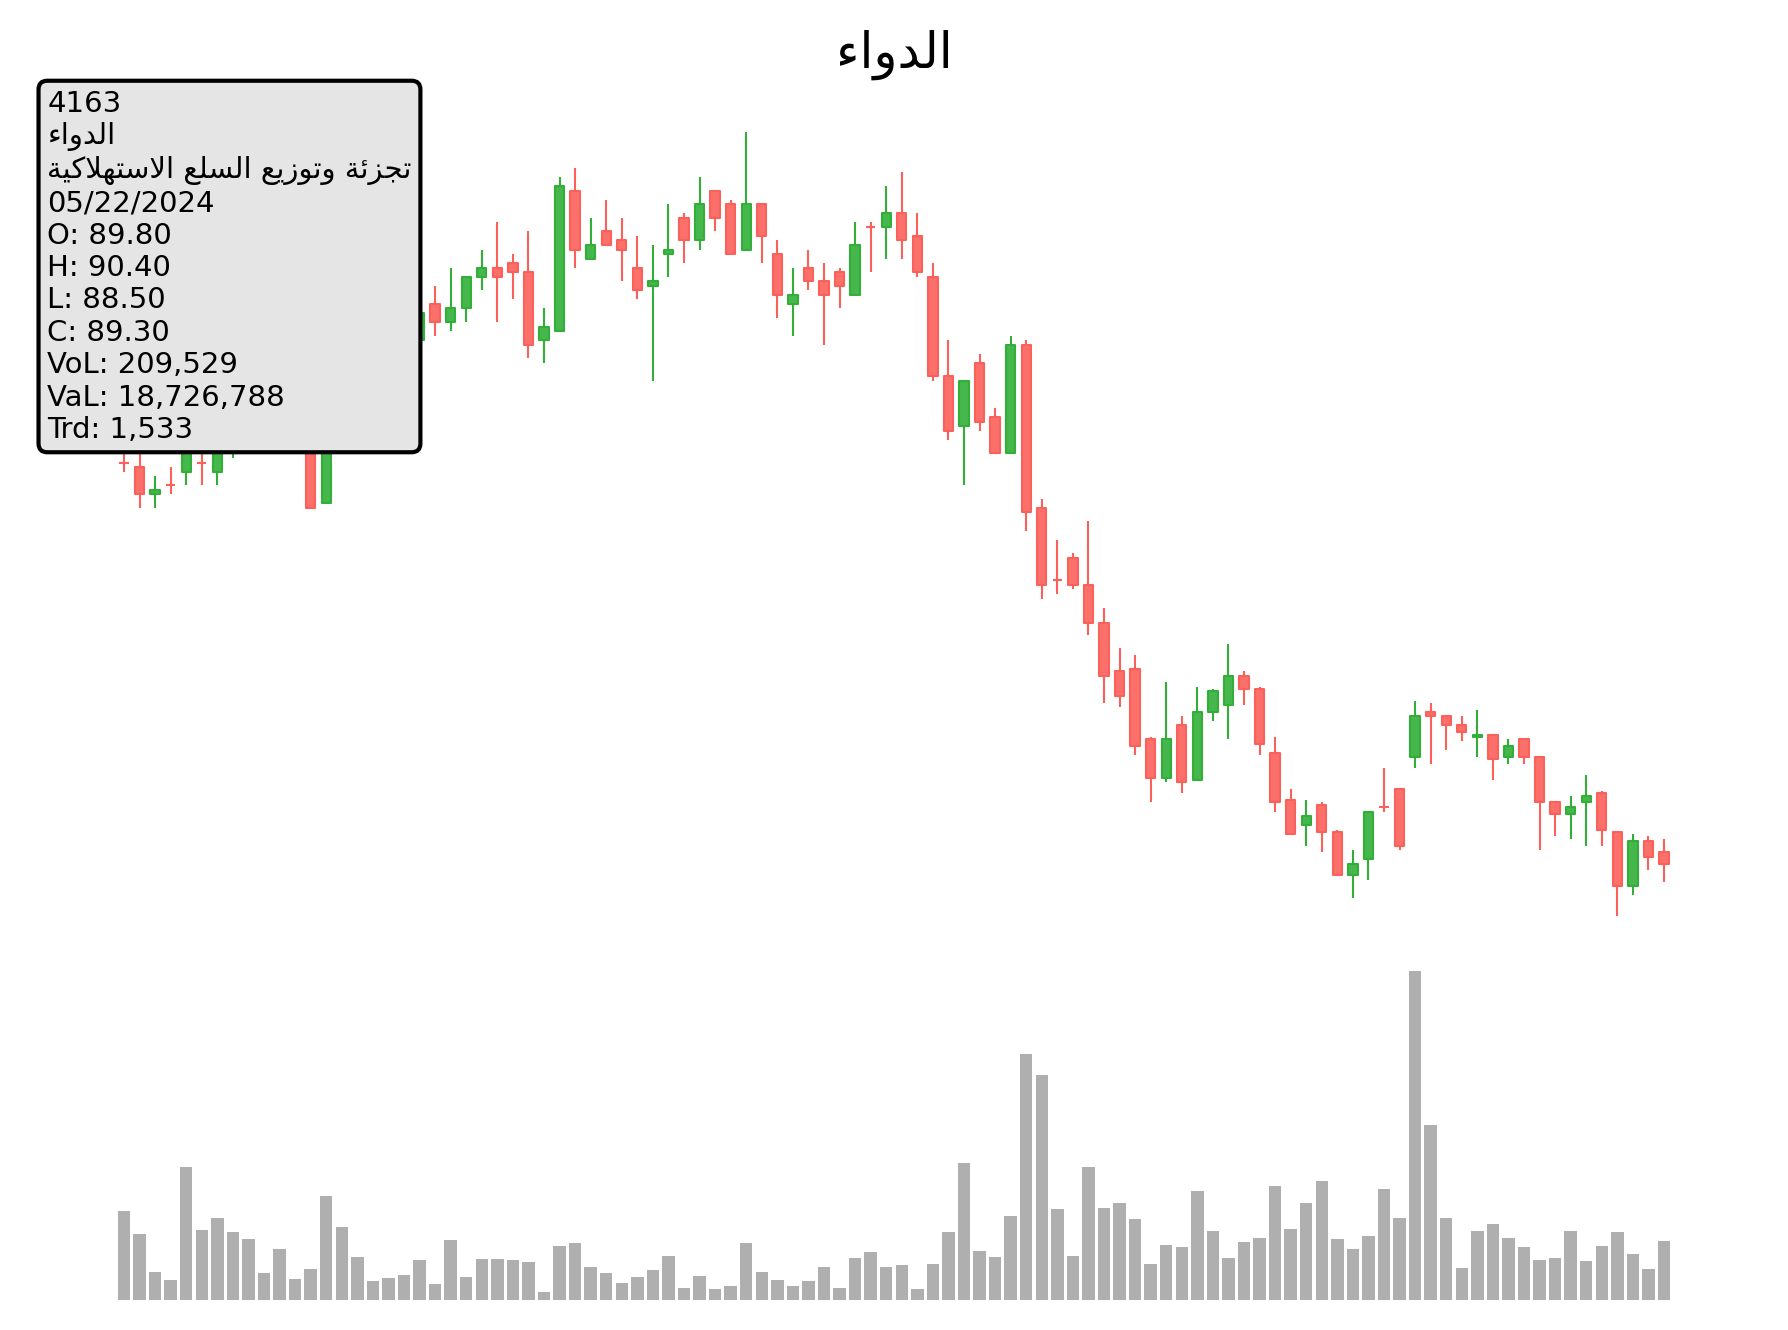 الدواء
4163
الدواء
تجزئة وتوزيع السلع الاستهلاكية
05/22/2024
O: 89.80
H: 90.40
L: 88.50
C: 89.30
VoL: 209,529
VaL: 18,726,788
Trd: 1,533